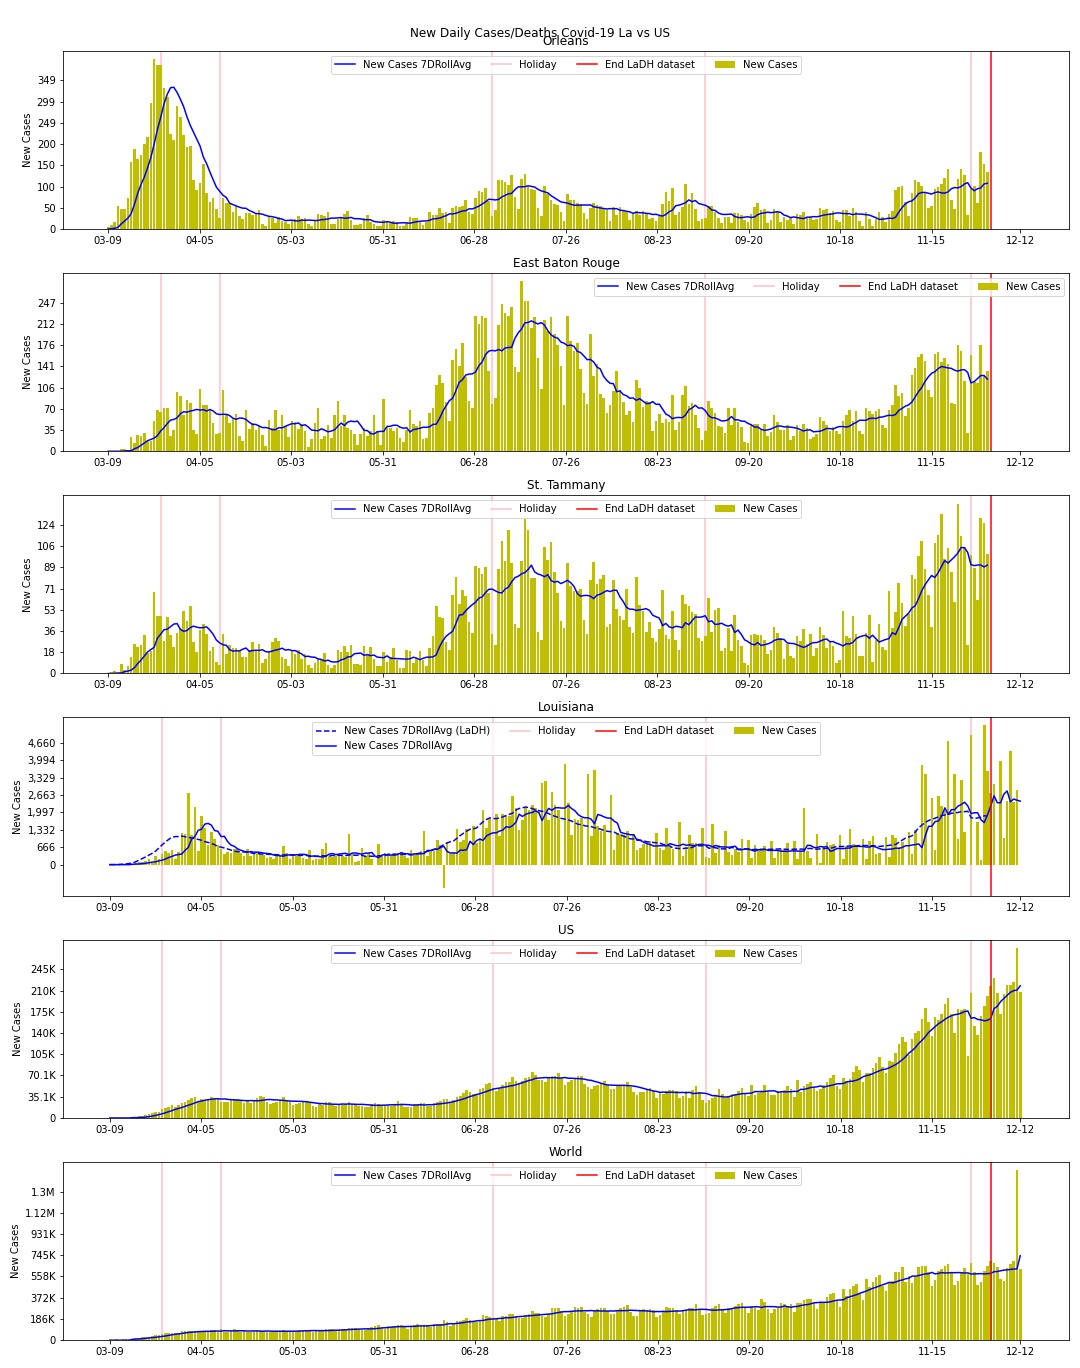 New Daily Cases/Deaths Covid-19 La vs US
Orleans
New Cases 7DRollAvg Holiday End LaDH dataset New Cases
New Cases
349
299
249
200
150
100
50
0
03-09 04-05 05-03 05-31 06-28 07-26 08-23 09-20 10-18 11-15 12-12
East Baton Rouge
New Cases 7DRollAvg Holiday End LaDH dataset New Cases
New Cases
247
212
176
141
106
70
35
0
03-09 04-05 05-03 05-31 06-28 07-26 08-23 09-20 10-18 11-15 12-12
St. Tammany
New Cases 7DRollAvg Holiday End LaDH dataset New Cases
New Cases
124
106
89
71
53
36
18
0
03-09 04-05 05-03 05-31 06-28 07-26 08-23 09-20 10-18 11-15 12-12
Louisiana
New Cases 7DRollAvg (LaDH) Holiday End LaDH dataset New Cases
New Cases 7DRollAvg
New Cases
4,660
3,994
3,329
2,663
1,997
1,332
666
0
03-09 04-05 05-03 05-31 06-28 07-26 08-23 09-20 10-18 11-15 12-12
US
New Cases 7DRollAvg Holiday End LaDH dataset New Cases
New Cases
245K
210K
175K
140K
105K
70.1K
35.1K
0
03-09 04-05 05-03 05-31 06-28 07-26 08-23 09-20 10-18 11-15 12-12
World
New Cases 7DRollAvg Holiday End LaDH dataset New Cases
New Cases
1.3M
1.12M
931K
745K
558K
372K
186K
0
03-09 04-05 05-03 05-31 06-28 07-26 08-23 09-20 10-18 11-15 12-12